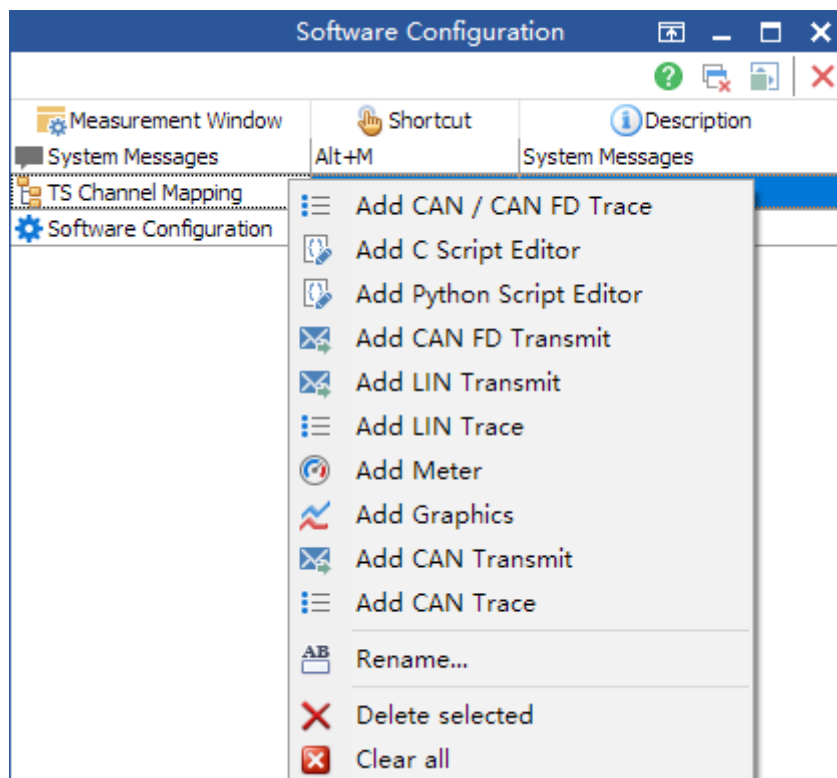 Software Configuration
Measurement Window Shortcut Description
System Messages Alt+M System Messages
TS Channel Mapping
Software Configuration
Add CAN / CAN FD Trace
Add C Script Editor
Add Python Script Editor
Add CAN FD Transmit
Add LIN Transmit
Add LIN Trace
Add Meter
Add Graphics
Add CAN Transmit
Add CAN Trace
AB Rename...
Delete selected
Clear all